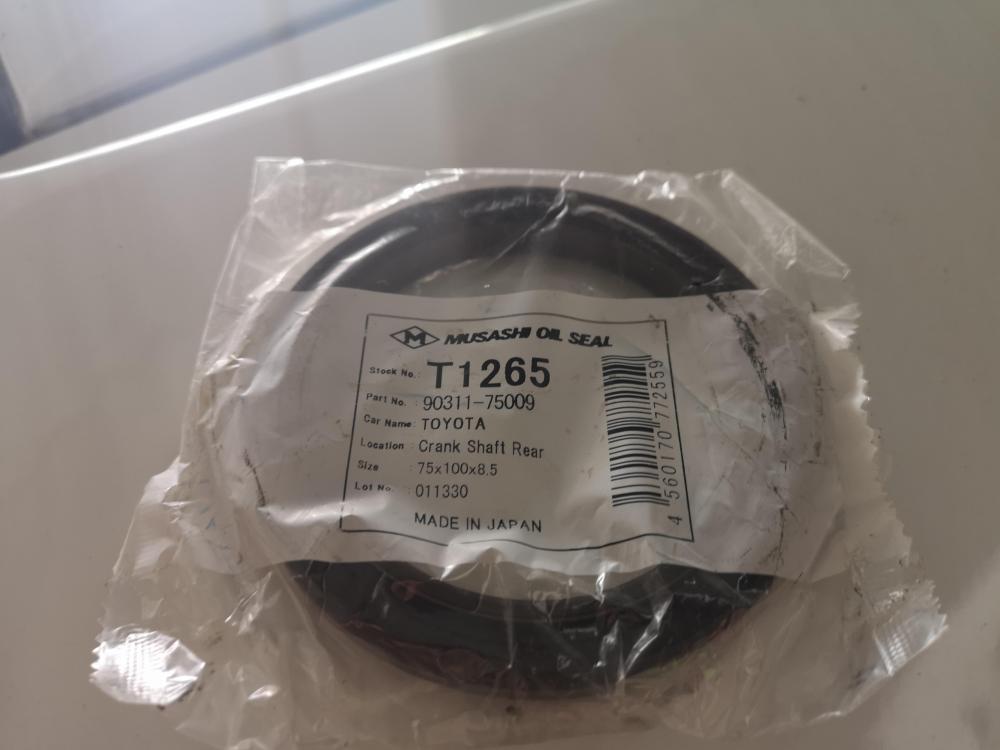 M MUSASHI OIL SEAL
Stock No. : T1265
Part No. : 90311-75009
Car Name : TOYOTA
Location : Crank Shaft Rear
Size : 75x100x8.5
Lot No. : 011330
MADE IN JAPAN
4 560170 772559